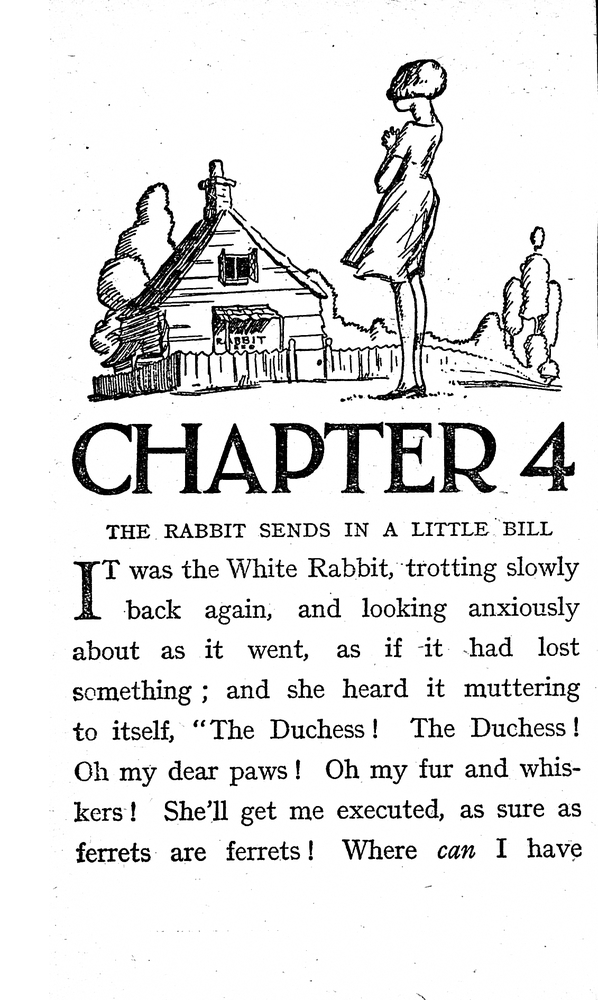 RABBIT
CHAPTER 4
THE RABBIT SENDS IN A LITTLE BILL
IT was the White Rabbit, trotting slowly
back again, and looking anxiously
about as it went, as if it had lost
something ; and she heard it muttering
to itself, “The Duchess ! The Duchess !
Oh my dear paws ! Oh my fur and whis-
kers ! She’ll get me executed, as sure as
ferrets are ferrets ! Where can I have